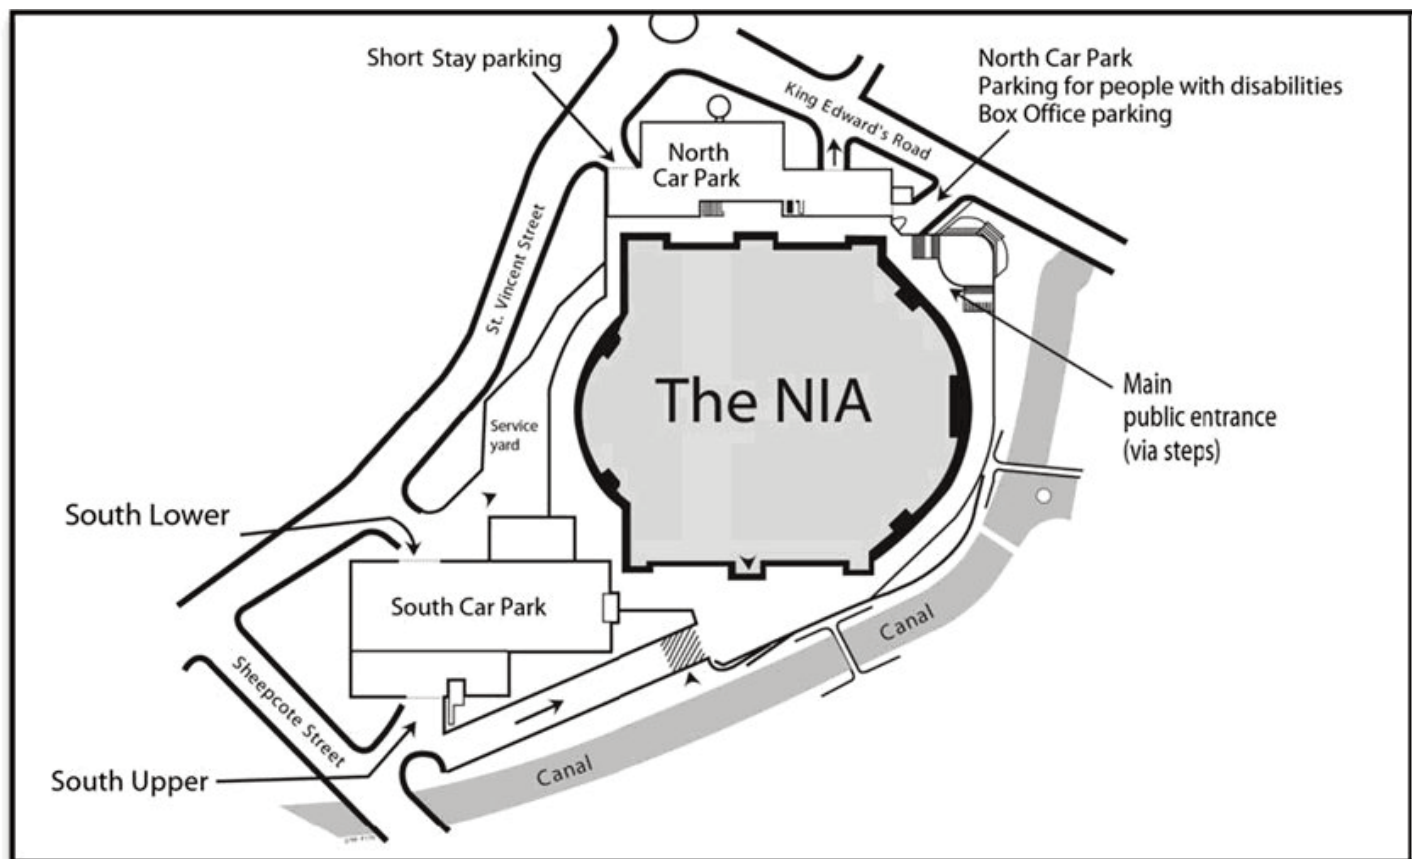 Short Stay parking
North Car Park
Parking for people with disabilities
Box Office parking
King Edward's Road
North
Car Park
St. Vincent Street
The NIA
Main
public entrance
(via steps)
Service
yard
South Lower
South Car Park
Canal
Sheepcote Street
South Upper
Canal